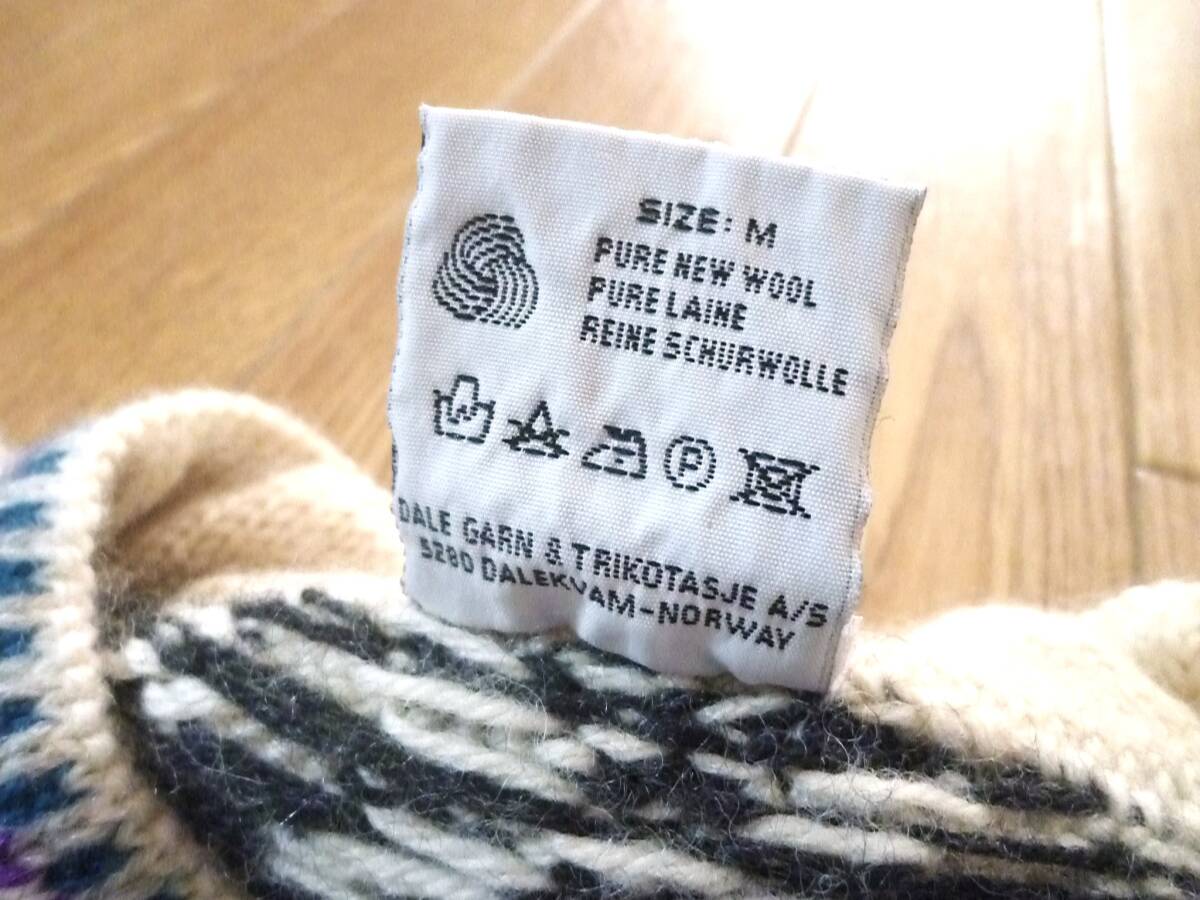 SIZE: M
PURE NEW WOOL
PURE LAINE
REINE SCHURWOLLE
P
DALE GARN & TRIKOTASJE A/S
5280 DALEKVAM-NORWAY